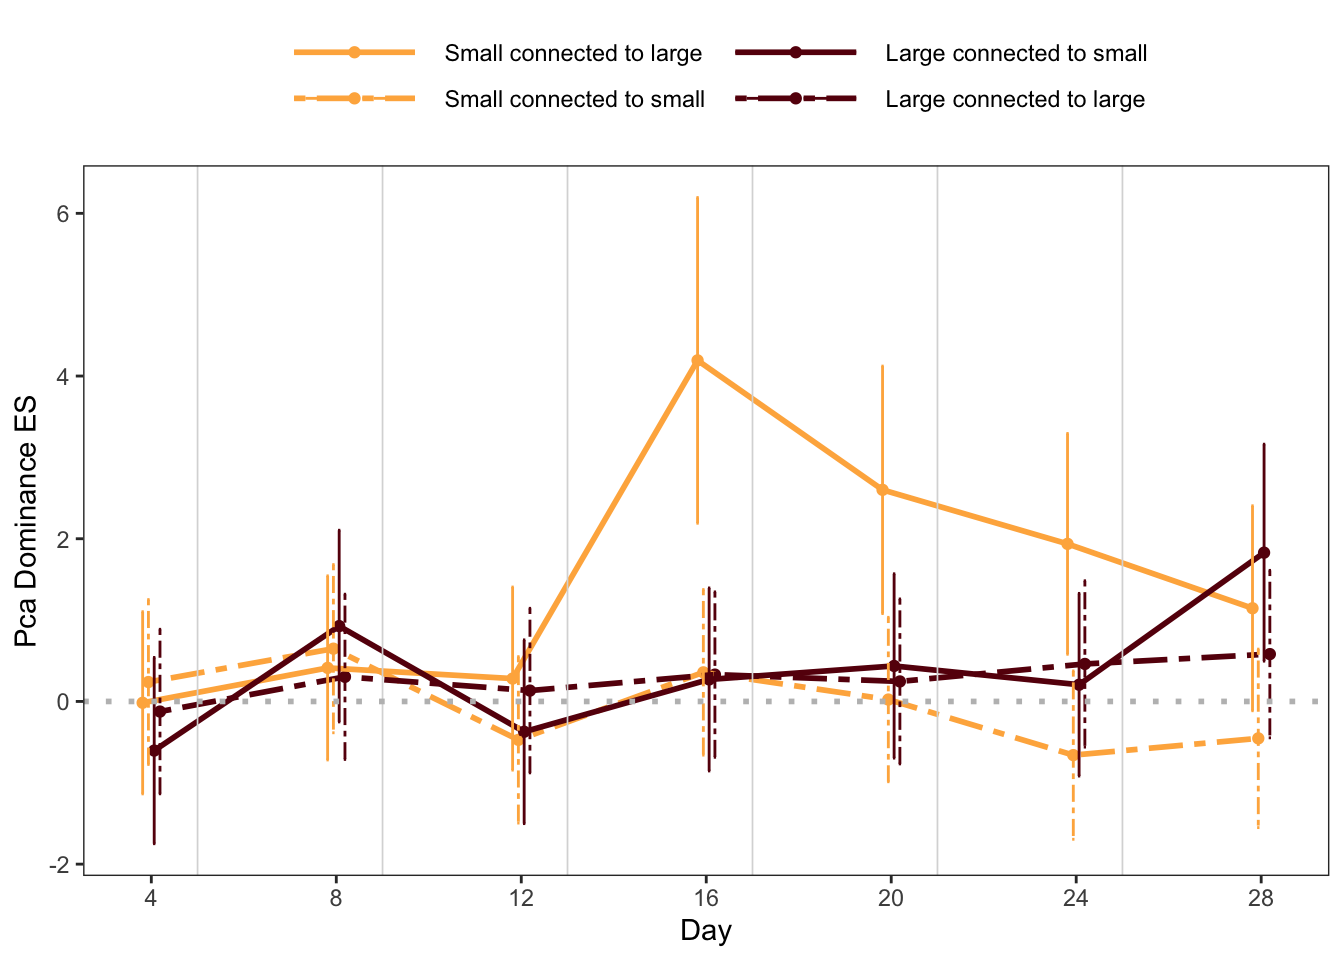 Small connected to large
Large connected to small
Small connected to small
Large connected to large
Pca Dominance ES
6
4
2
0
-2
4 8 12 16 20 24 28
Day